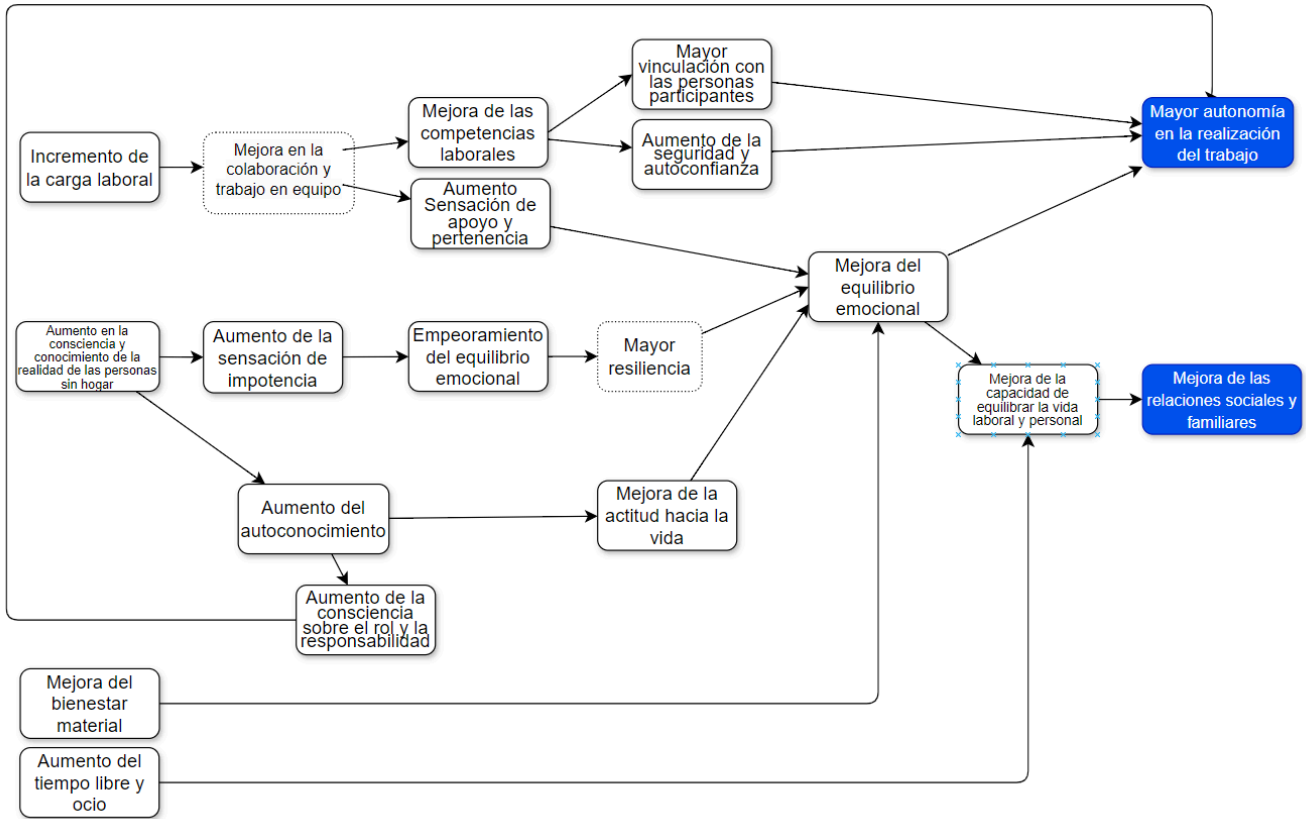 Mayor
vinculación con
las personas
participantes
Mejora de las
competencias
laborales
Mayor autonomía
en la realización
del trabajo
Incremento de
la carga laboral
Mejora en la
colaboración y
trabajo en equipo
Aumento de la
seguridad y
autoconfianza
Aumento
Sensación de
apoyo y
pertenencia
Mejora del
equilibrio
emocional
Aumento en la
consciencia y
conocimiento de la
realidad de las personas
sin hogar
Aumento de la
sensación de
impotencia
Empeoramiento
del equilibrio
emocional
Mayor
resiliencia
Mejora de la
capacidad de
equilibrar la vida
laboral y personal
Mejora de las
relaciones sociales y
familiares
Aumento del
autoconocimiento
Mejora de la
actitud hacia la
vida
Aumento de la
consciencia
sobre el rol y la
responsabilidad
Mejora del
bienestar
material
Aumento del
tiempo libre y
ocio